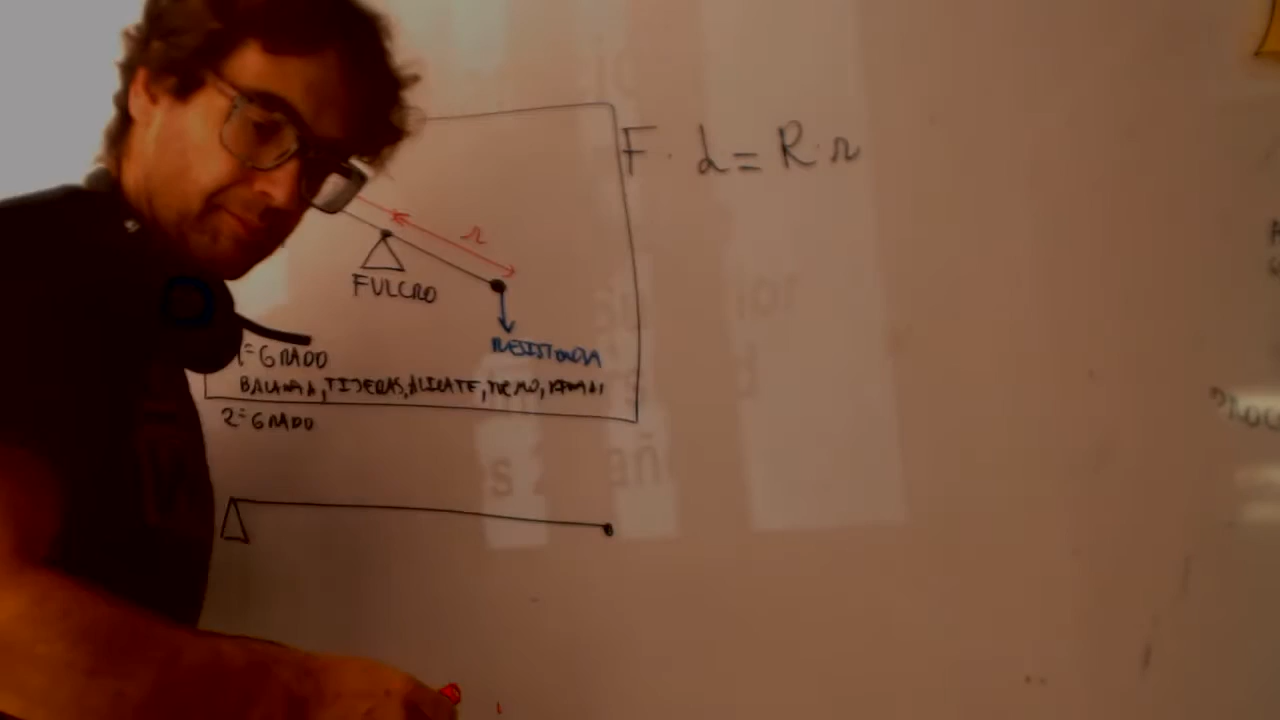 F · d = R · r
r
FULCRO
RESISTENCIA
1º GRADO
BALANZA, TIJERAS, ALICATE, REMO,
2º GRADO